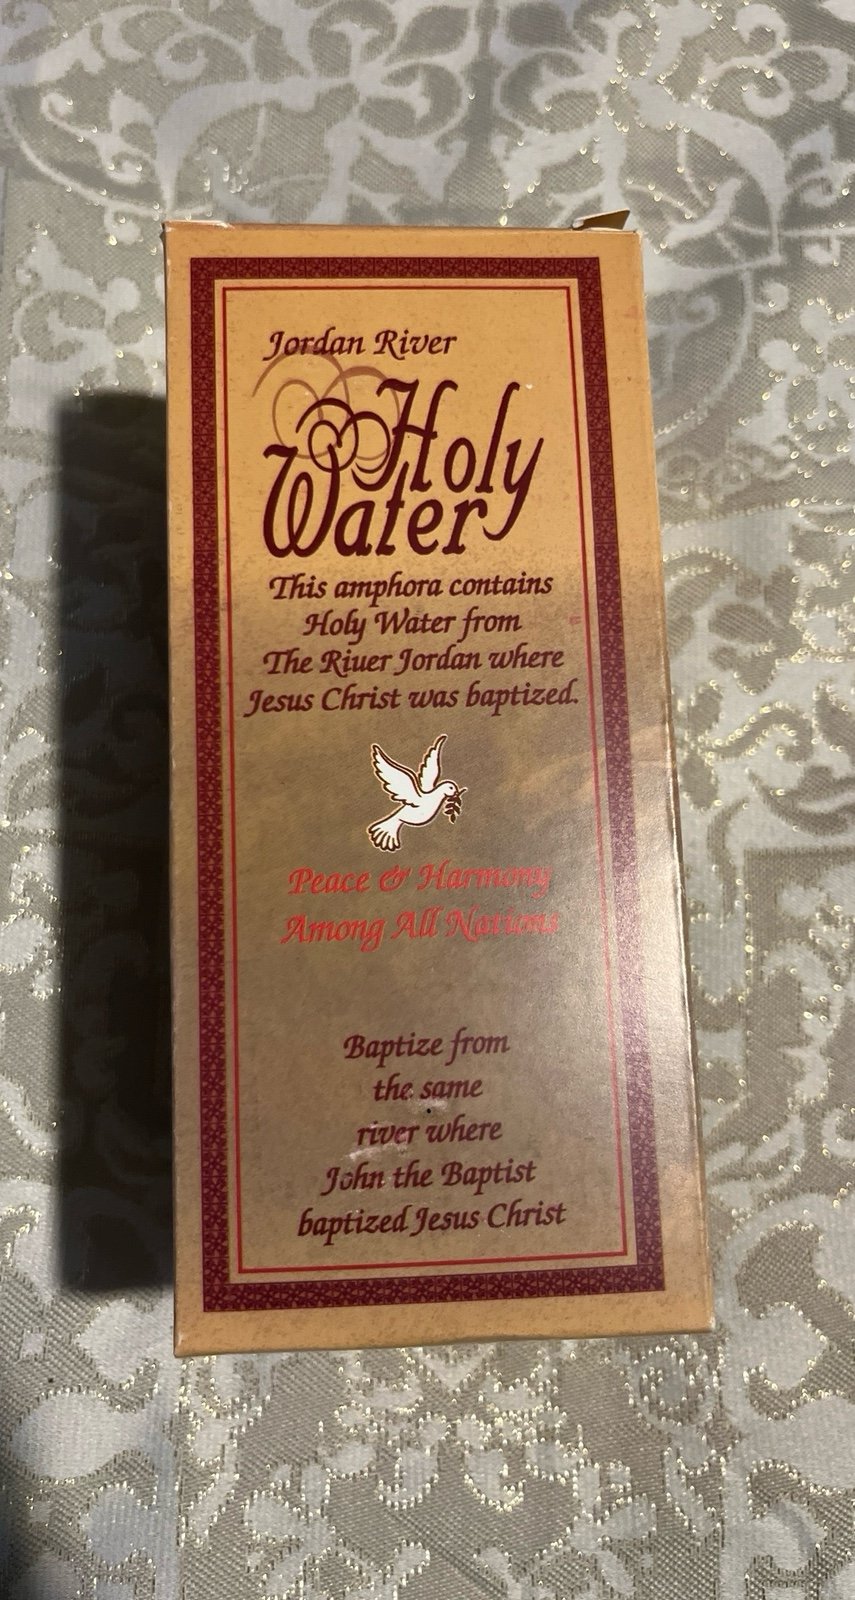 Jordan River
Holy
Water
This amphora contains
Holy Water from
The Riuer Jordan where
Jesus Christ was baptized.
Peace & Harmony
Among All Nations
Baptize from
the same
river where
John the Baptist
baptized Jesus Christ